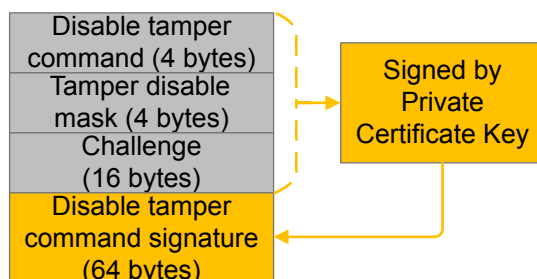 Disable tamper
command (4 bytes)
Tamper disable
mask (4 bytes)
Challenge
(16 bytes)
Disable tamper
command signature
(64 bytes)
Signed by
Private
Certificate Key